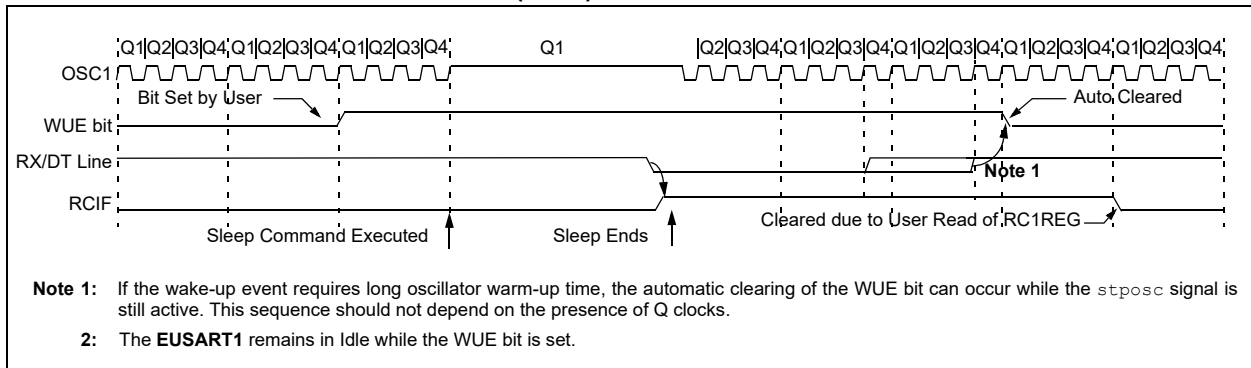 Q1 Q2 Q3 Q4 Q1 Q2 Q3 Q4 Q1 Q2 Q3 Q4 Q1 Q2 Q3 Q4 Q1 Q2 Q3 Q4 Q1 Q2 Q3 Q4 Q1 Q2 Q3 Q4 Q1 Q2 Q3 Q4
OSC1
Bit Set by User Auto Cleared
WUE bit
RX/DT Line
Note 1
RCIF
Cleared due to User Read of RC1REG
Sleep Command Executed Sleep Ends
Note 1: If the wake-up event requires long oscillator warm-up time, the automatic clearing of the WUE bit can occur while the stposc signal is
still active. This sequence should not depend on the presence of Q clocks.
2: The EUSART1 remains in Idle while the WUE bit is set.